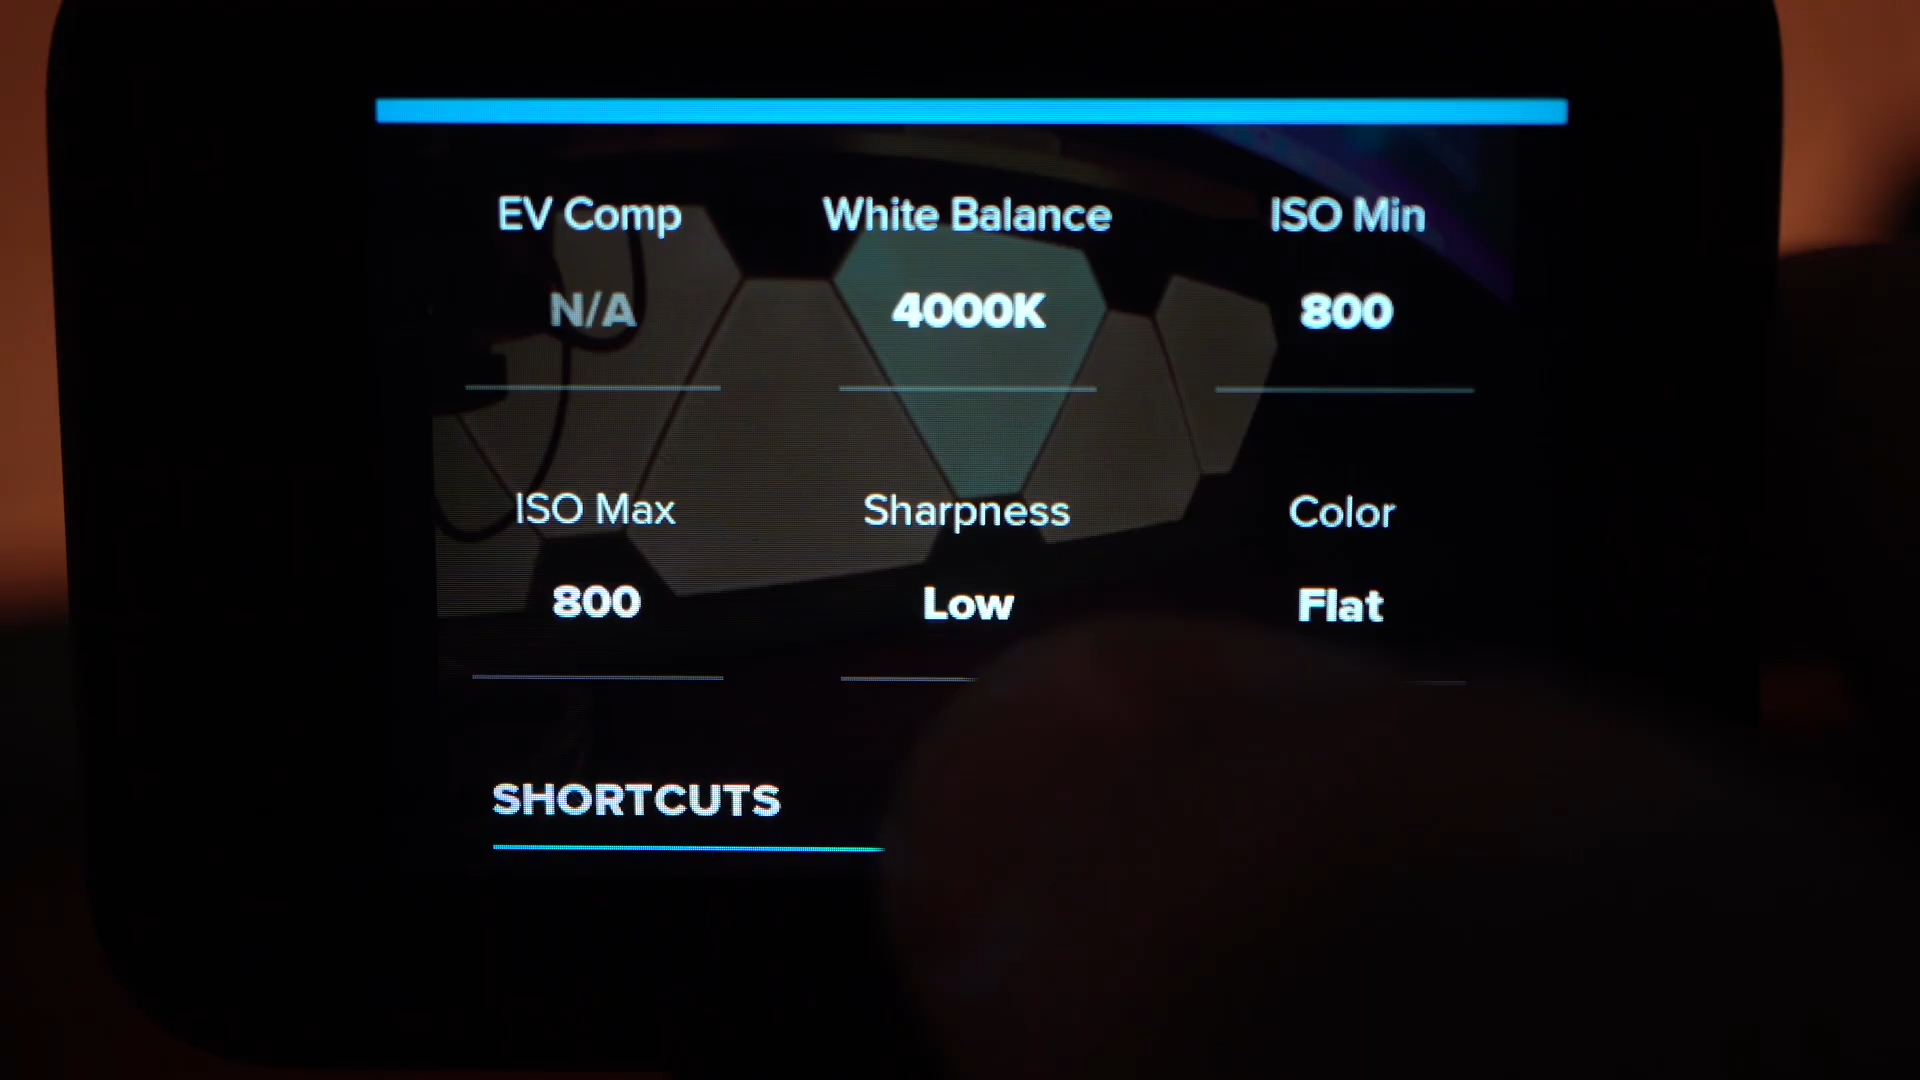 EV Comp White Balance ISO Min
N/A 4000K 800
ISO Max Sharpness Color
800 Low Flat
SHORTCUTS